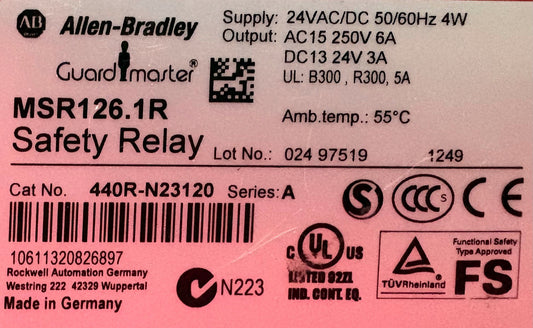 AB Allen-Bradley
Guardmaster®
MSR126.1R
Safety Relay
Supply: 24VAC/DC 50/60Hz 4W
Output: AC15 250V 6A
DC13 24V 3A
UL: B300 , R300, 5A
Amb.temp.: 55°C
Lot No.: 024 97519 1249
Cat No. 440R-N23120 Series: A
10611320826897
Rockwell Automation Germany
Westring 222 42329 Wuppertal
Made in Germany
N223
S
CCC S
CE
C UL US
LISTED 92ZL
IND. CONT. EQ.
TÜVRheinland
Functional Safety
Type Approved
FS